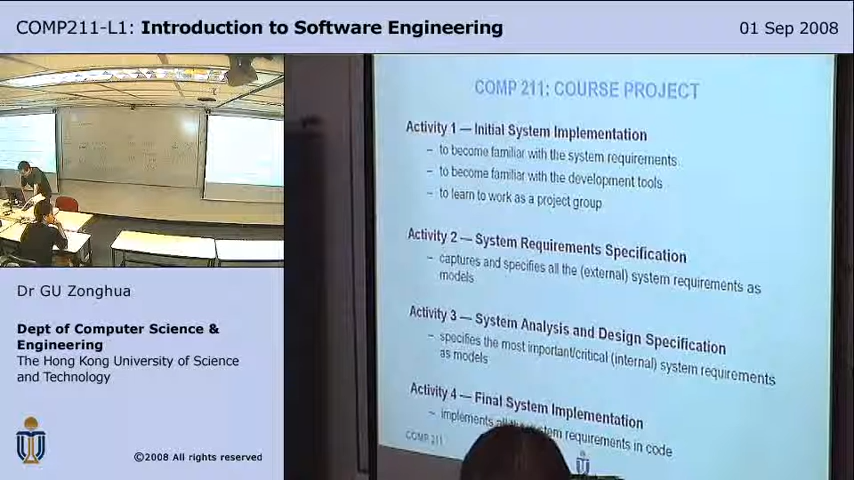 COMP211-L1: Introduction to Software Engineering
01 Sep 2008
COMP 211: COURSE PROJECT
Activity 1 — Initial System Implementation
– to become familiar with the system requirements
– to become familiar with the development tools
– to learn to work as a project group
Activity 2 — System Requirements Specification
– captures and specifies all the (external) system requirements as
models
Activity 3 — System Analysis and Design Specification
– specifies the most important/critical (internal) system requirements
as models
Activity 4 — Final System Implementation
– implements all the system requirements in code
COMP 211
Dr GU Zonghua
Dept of Computer Science &
Engineering
The Hong Kong University of Science
and Technology
©2008 All rights reserved